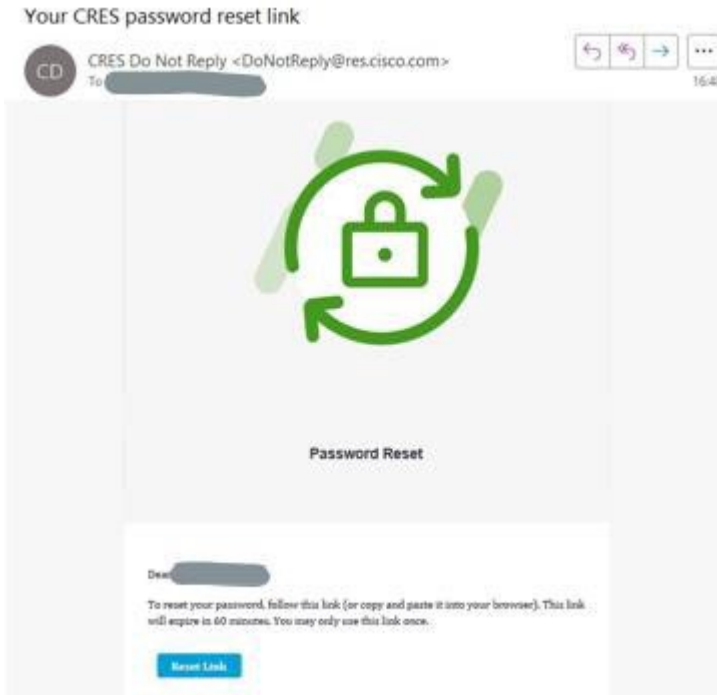 Your CRES password reset link
CD
CRES Do Not Reply <DoNotReply@res.cisco.com>
To
Password Reset
Dear
To reset your password, follow this link (or copy and paste it into your browser). This link
will expire in 60 minutes. You may only use this link once.
Reset Link